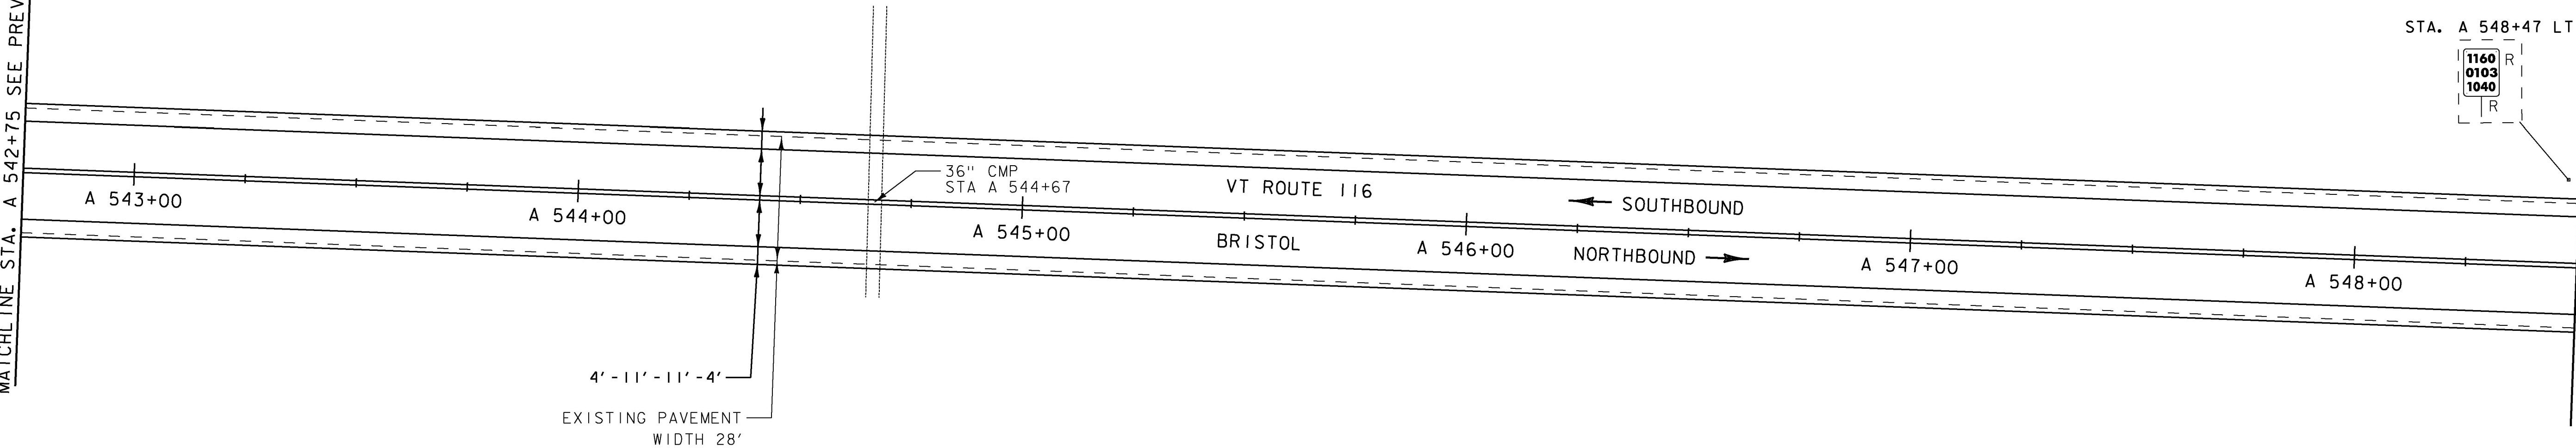 MATCHLINE STA. A 542+75 SEE PREV
STA. A 548+47 LT
1160 R
0103
1040
R
36" CMP
STA A 544+67
VT ROUTE 116
SOUTHBOUND
A 543+00
A 544+00
A 545+00
BRISTOL
A 546+00
NORTHBOUND
A 547+00
A 548+00
4'-11'-11'-4'
EXISTING PAVEMENT
WIDTH 28'